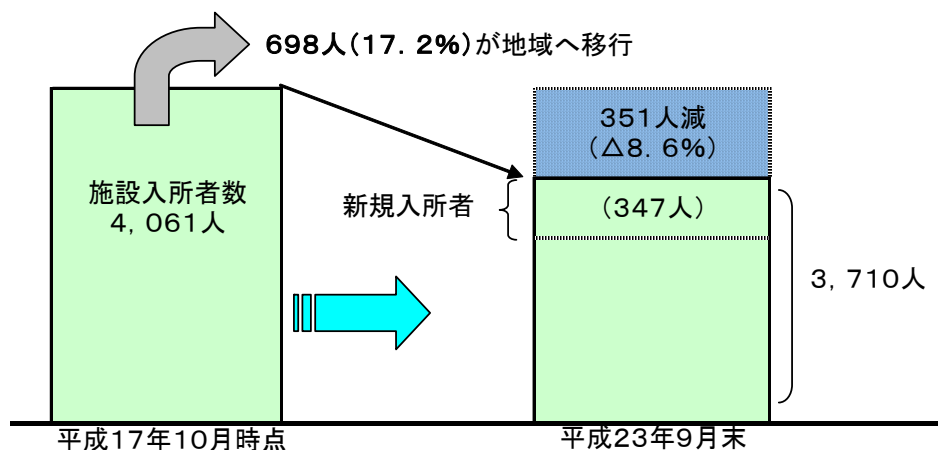 698人(17．2%)が地域へ移行
施設入所者数
4，061人
351人減
(△8．6%)
新規入所者
(347人)
3，710人
平成17年10月時点
平成23年9月末